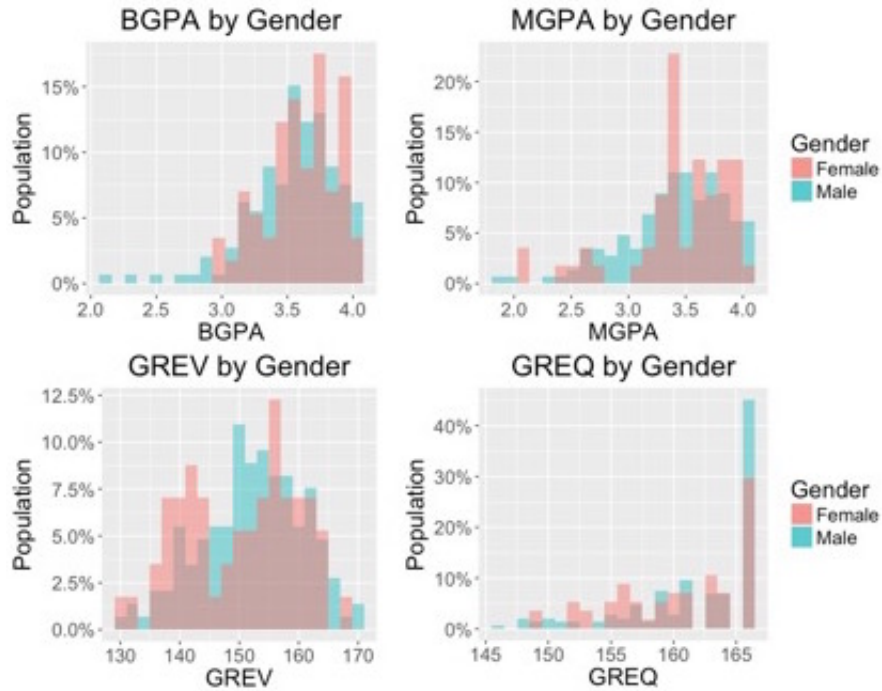 BGPA by Gender
Population
15%
10%
5%
0%
2.0 2.5 3.0 3.5 4.0
BGPA
MGPA by Gender
Population
20%
15%
10%
5%
0%
2.0 2.5 3.0 3.5 4.0
MGPA
Gender
Female
Male
GREV by Gender
Population
12.5%
10.0%
7.5%
5.0%
2.5%
0.0%
130 140 150 160 170
GREV
GREQ by Gender
Population
40%
30%
20%
10%
0%
145 150 155 160 165
GREQ
Gender
Female
Male